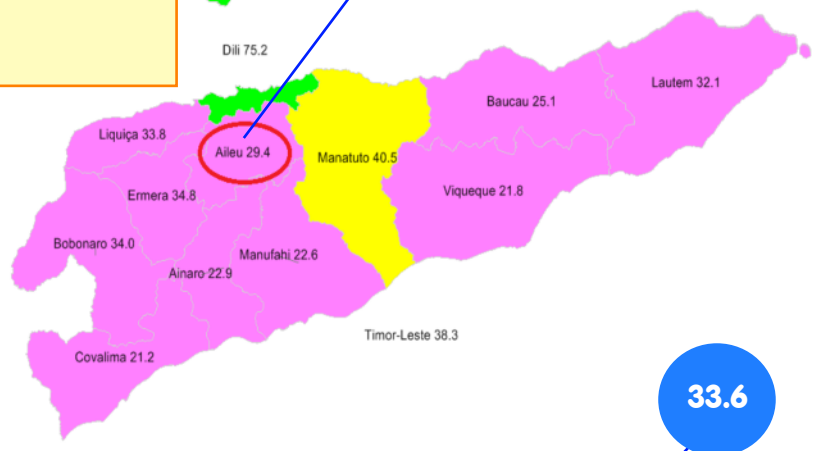 Dili 75.2
Lautem 32.1
Baucau 25.1
Liquiça 33.8
Aileu 29.4
Manatuto 40.5
Ermera 34.8
Viqueque 21.8
Bobonaro 34.0
Manufahi 22.6
Ainaro 22.9
Timor-Leste 38.3
Covalima 21.2
33.6